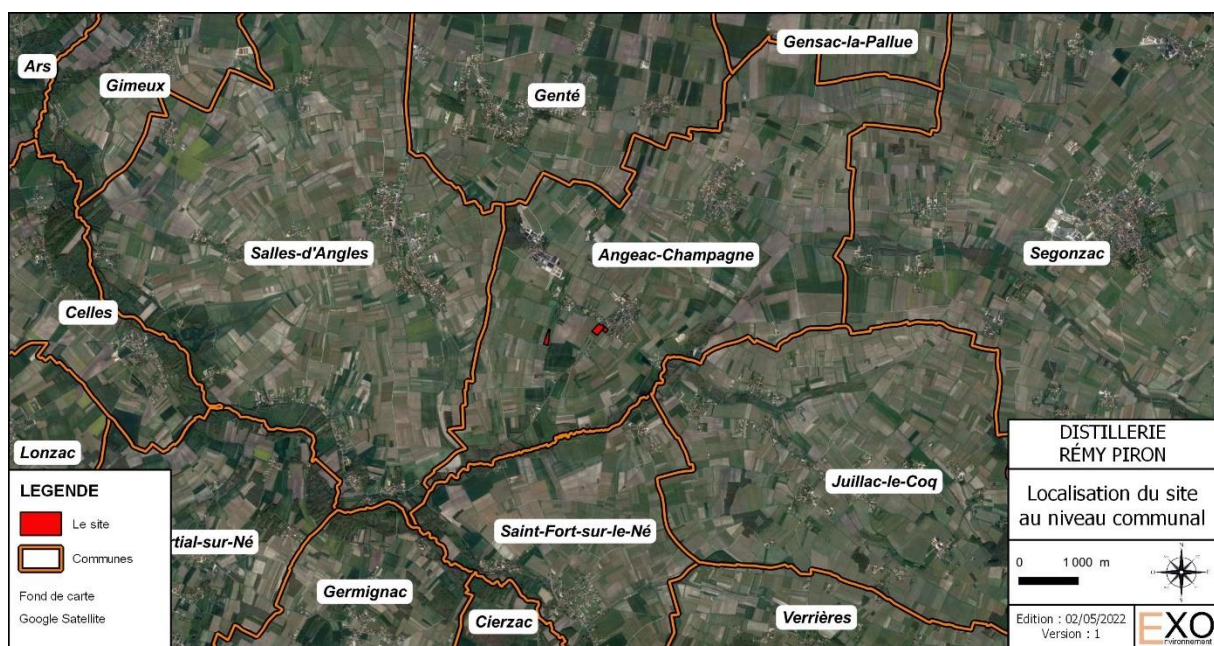 Ars
Gimeux
Genté
Gensac-la-Pallue
Salles-d'Angles
Angeac-Champagne
Segonzac
Celles
Lonzac
Juillac-le-Coq
Saint-Fort-sur-le-Né
rtial-sur-Né
Germignac
Cierzac
Verrières
LEGENDE
Le site
Communes
Fond de carte
Google Satellite
DISTILLERIE
RÉMY PIRON
Localisation du site
au niveau communal
0 1 000 m
N
O E
S
Edition : 02/05/2022
Version : 1
EXO
nvironnement